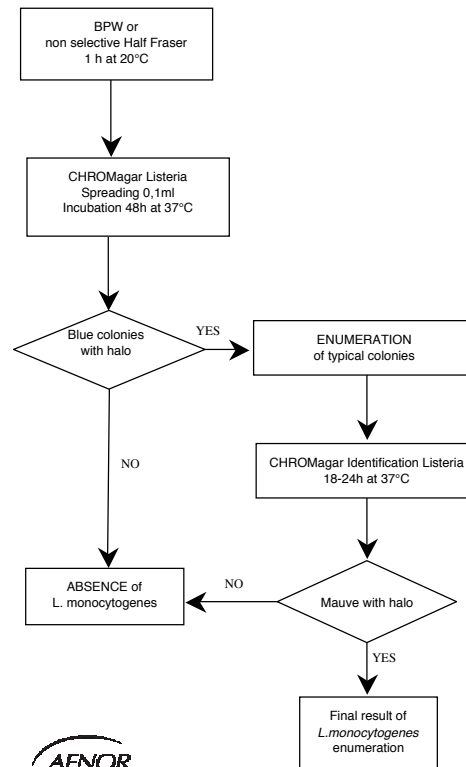 BPW or
non selective Half Fraser
1 h at 20°C
CHROMagar Listeria
Spreading 0,1ml
Incubation 48h at 37°C
Blue colonies
with halo
YES
ENUMERATION
of typical colonies
NO
CHROMagar Identification Listeria
18-24h at 37°C
ABSENCE of
L. monocytogenes
NO
Mauve with halo
YES
Final result of
L.monocytogenes
enumeration
AFNOR